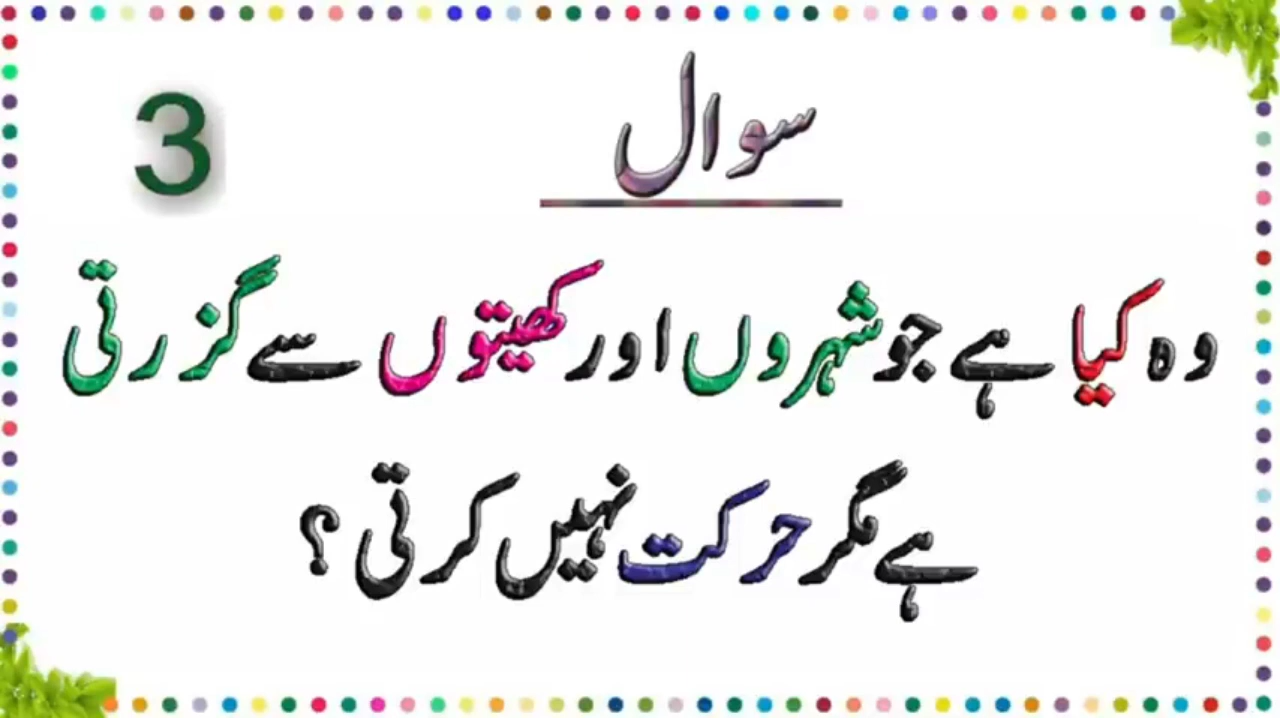 سوال
3
وہ کیا ہے جو شہروں اور کھیتوں سے گزرتی
ہے مگر حرکت نہیں کرتی؟